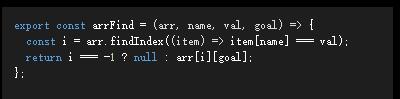 export const arrFind = (arr, name, val, goal) => {
  const i = arr.findIndex((item) => item[name] === val);
  return i === -1 ? null : arr[i][goal];
};